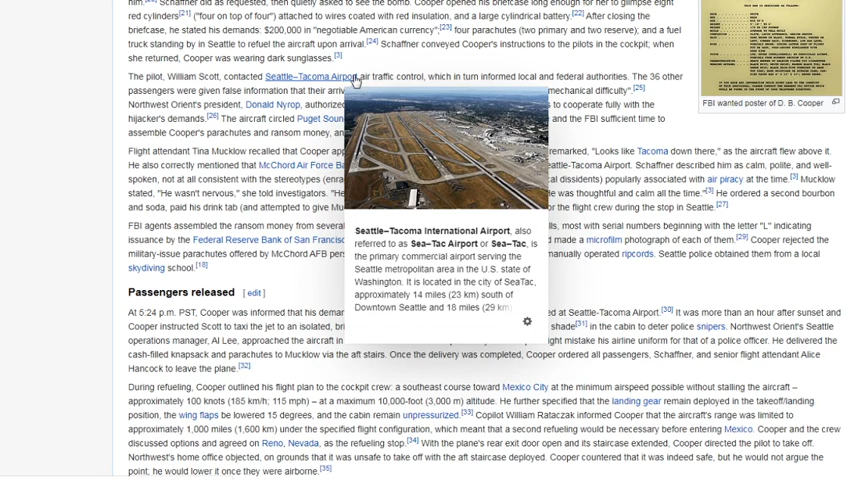 him.[20] Schaffner did as requested, then quietly asked to see the bomb. Cooper opened his briefcase long enough for her to glimpse eight
red cylinders[21] ("four on top of four") attached to wires coated with red insulation, and a large cylindrical battery.[22] After closing the
briefcase, he stated his demands: $200,000 in "negotiable American currency",[23] four parachutes (two primary and two reserve); and a fuel
truck standing by in Seattle to refuel the aircraft upon arrival.[24] Schaffner conveyed Cooper's instructions to the pilots in the cockpit; when
she returned, Cooper was wearing dark sunglasses.[3]
FBI wanted poster of D. B. Cooper
The pilot, William Scott, contacted Seattle–Tacoma Airport air traffic control, which in turn informed local and federal authorities. The 36 other
passengers were given false information that their arriv mechanical difficulty".[25]
Northwest Orient's president, Donald Nyrop, authorized s to cooperate fully with the
hijacker's demands.[26] The aircraft circled Puget Soun and the FBI sufficient time to
assemble Cooper's parachutes and ransom money, an
Flight attendant Tina Mucklow recalled that Cooper app remarked, "Looks like Tacoma down there," as the aircraft flew above it.
He also correctly mentioned that McChord Air Force Ba eattle-Tacoma Airport. Schaffner described him as calm, polite, and well-
spoken, not at all consistent with the stereotypes (enra cal dissidents) popularly associated with air piracy at the time.[3] Mucklow
stated, "He wasn't nervous," she told investigators. "He He was thoughtful and calm all the time."[3] He ordered a second bourbon
and soda, paid his drink tab (and attempted to give Mu or the flight crew during the stop in Seattle.[27]
FBI agents assembled the ransom money from several lls, most with serial numbers beginning with the letter "L" indicating
issuance by the Federal Reserve Bank of San Francisc d made a microfilm photograph of each of them.[29] Cooper rejected the
military-issue parachutes offered by McChord AFB pers manually operated ripcords. Seattle police obtained them from a local
skydiving school.[18]
Seattle–Tacoma International Airport, also
referred to as Sea–Tac Airport or Sea–Tac, is
the primary commercial airport serving the
Seattle metropolitan area in the U.S. state of
Washington. It is located in the city of SeaTac,
approximately 14 miles (23 km) south of
Downtown Seattle and 18 miles (29 km)
Passengers released [ edit ]
At 5:24 p.m. PST, Cooper was informed that his deman ed at Seattle-Tacoma Airport.[30] It was more than an hour after sunset and
Cooper instructed Scott to taxi the jet to an isolated, bri shade[31] in the cabin to deter police snipers. Northwest Orient's Seattle
operations manager, Al Lee, approached the aircraft in ght mistake his airline uniform for that of a police officer. He delivered the
cash-filled knapsack and parachutes to Mucklow via the aft stairs. Once the delivery was completed, Cooper ordered all passengers, Schaffner, and senior flight attendant Alice
Hancock to leave the plane.[32]
During refueling, Cooper outlined his flight plan to the cockpit crew: a southeast course toward Mexico City at the minimum airspeed possible without stalling the aircraft –
approximately 100 knots (185 km/h; 115 mph) – at a maximum 10,000-foot (3,000 m) altitude. He further specified that the landing gear remain deployed in the takeoff/landing
position, the wing flaps be lowered 15 degrees, and the cabin remain unpressurized.[33] Copilot William Rataczak informed Cooper that the aircraft's range was limited to
approximately 1,000 miles (1,600 km) under the specified flight configuration, which meant that a second refueling would be necessary before entering Mexico. Cooper and the crew
discussed options and agreed on Reno, Nevada, as the refueling stop.[34] With the plane's rear exit door open and its staircase extended, Cooper directed the pilot to take off.
Northwest's home office objected, on grounds that it was unsafe to take off with the aft staircase deployed. Cooper countered that it was indeed safe, but he would not argue the
point; he would lower it once they were airborne.[35]